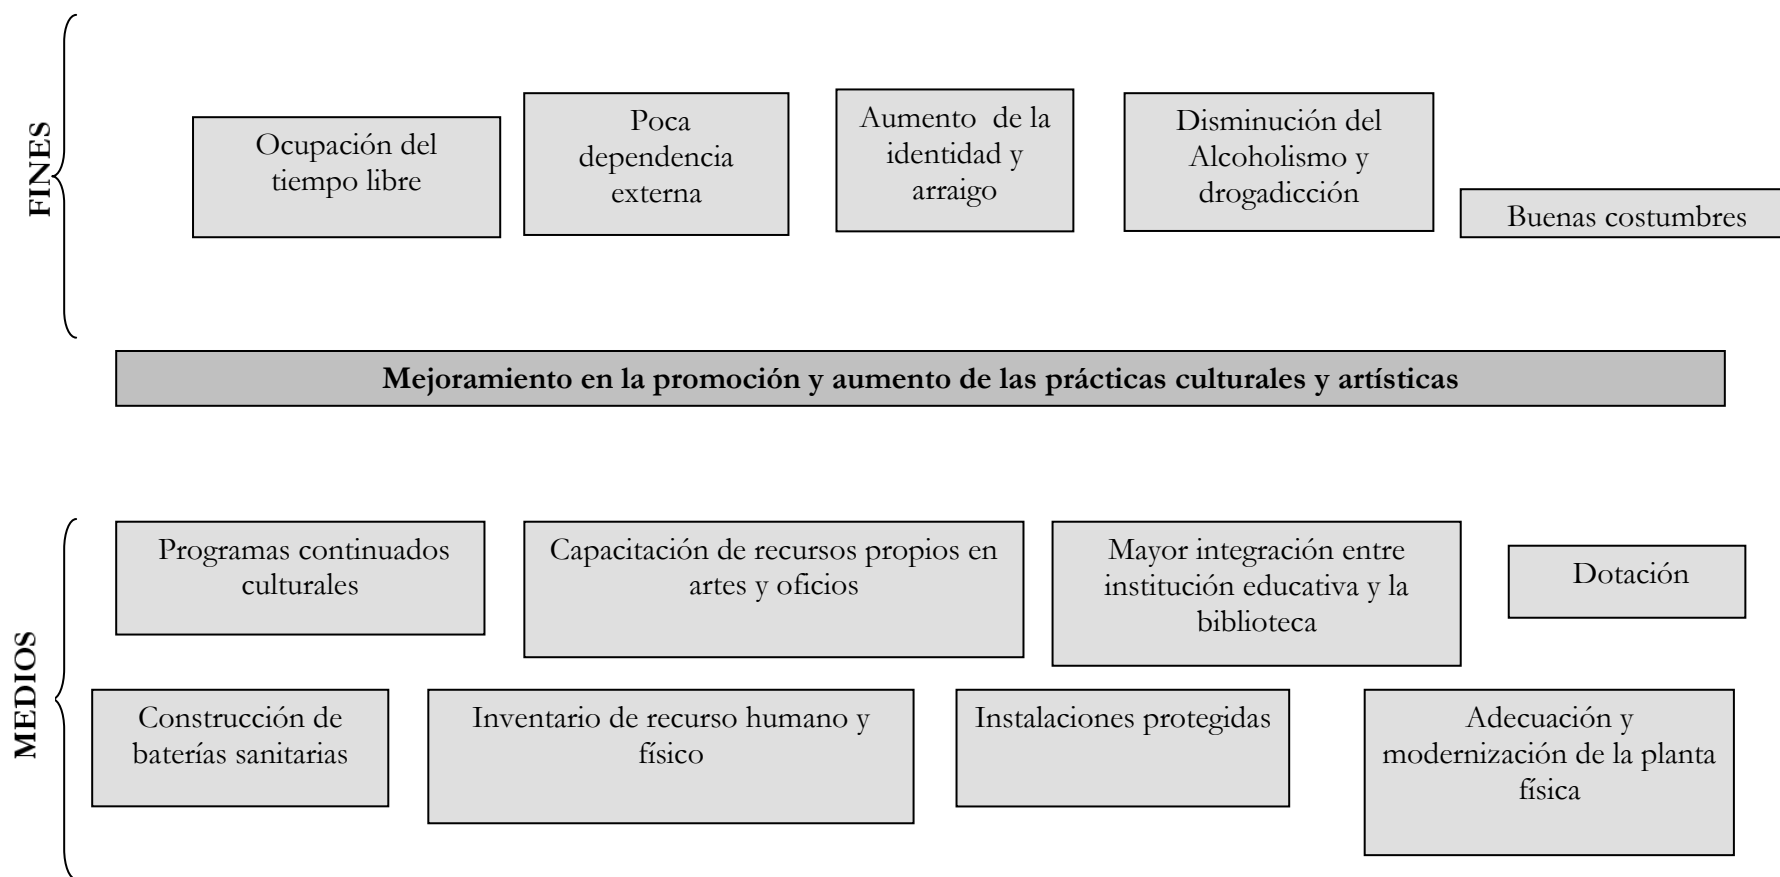 FINES
Ocupación del
tiempo libre
Poca
dependencia
externa
Aumento de la
identidad y
arraigo
Disminución del
Alcoholismo y
drogadicción
Buenas costumbres
Mejoramiento en la promoción y aumento de las prácticas culturales y artísticas
MEDIOS
Programas continuados
culturales
Capacitación de recursos propios en
artes y oficios
Mayor integración entre
institución educativa y la
biblioteca
Dotación
Construcción de
baterías sanitarias
Inventario de recurso humano y
físico
Instalaciones protegidas
Adecuación y
modernización de la planta
física